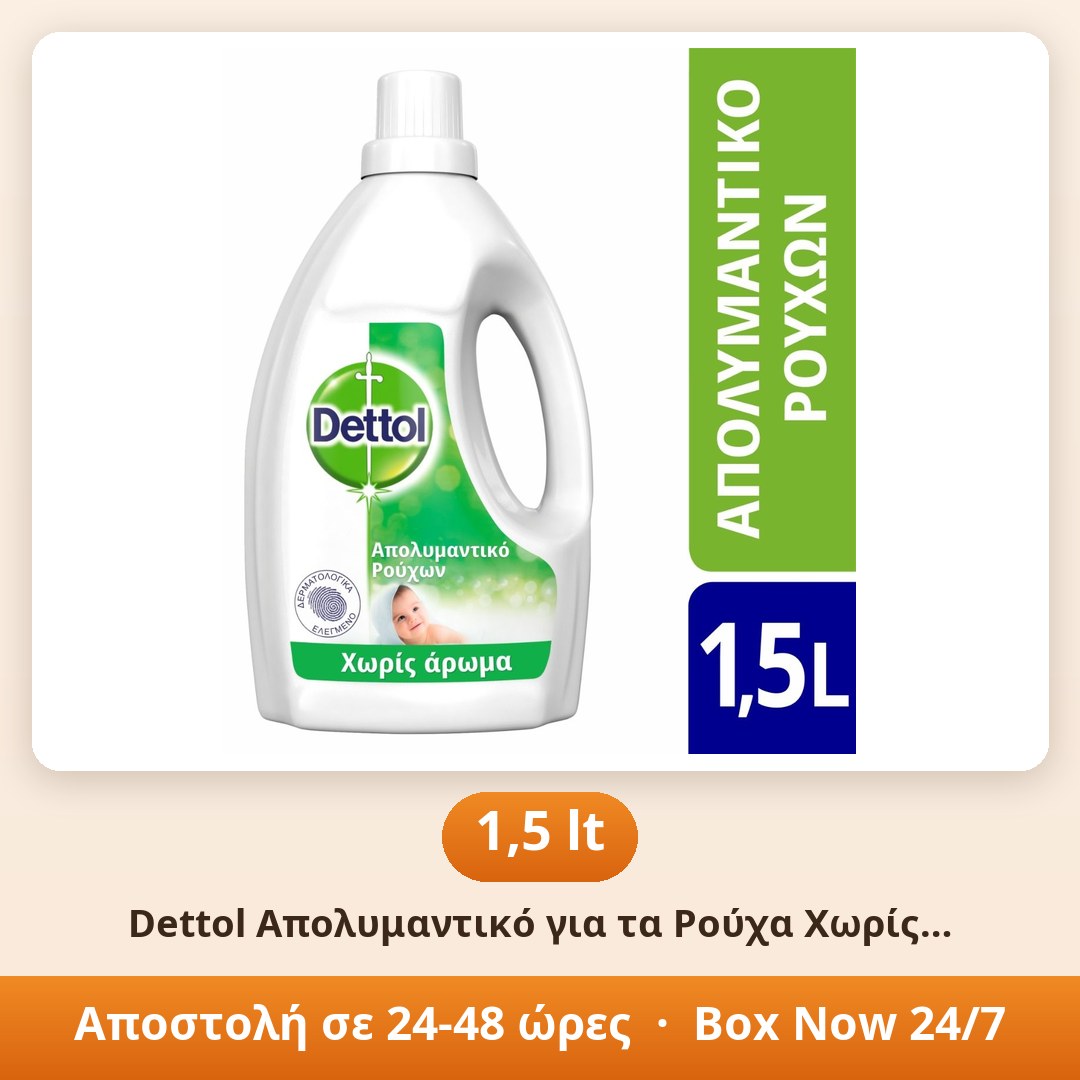 Dettol
Απολυμαντικό
Ρούχων
ΔΕΡΜΑΤΟΛΟΓΙΚΑ
ΕΛΕΓΜΕΝΟ
Χωρίς άρωμα
ΑΠΟΛΥΜΑΝΤΙΚΟ
ΡΟΥΧΩΝ
1,5L
1,5 lt
Dettol Απολυμαντικό για τα Ρούχα Χωρίς...
Αποστολή σε 24-48 ώρες · Box Now 24/7